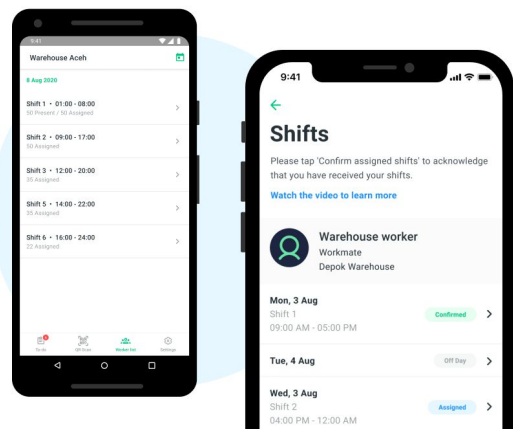 9:41
Warehouse Aceh
8 Aug 2020
Shift 1 • 01:00 - 08:00
50 Present / 50 Assigned
Shift 2 • 09:00 - 17:00
50 Assigned
Shift 3 • 12:00 - 20:00
35 Assigned
Shift 5 • 14:00 - 22:00
35 Assigned
Shift 6 • 16:00 - 24:00
22 Assigned
To do
QR Scan
Worker list
Settings
9:41
Shifts
Please tap 'Confirm assigned shifts' to acknowledge
that you have received your shifts.
Watch the video to learn more
Warehouse worker
Workmate
Depok Warehouse
Mon, 3 Aug
Shift 1
Confirmed
09:00 AM - 05:00 PM
Tue, 4 Aug
Off Day
Wed, 3 Aug
Shift 2
Assigned
04:00 PM - 12:00 AM